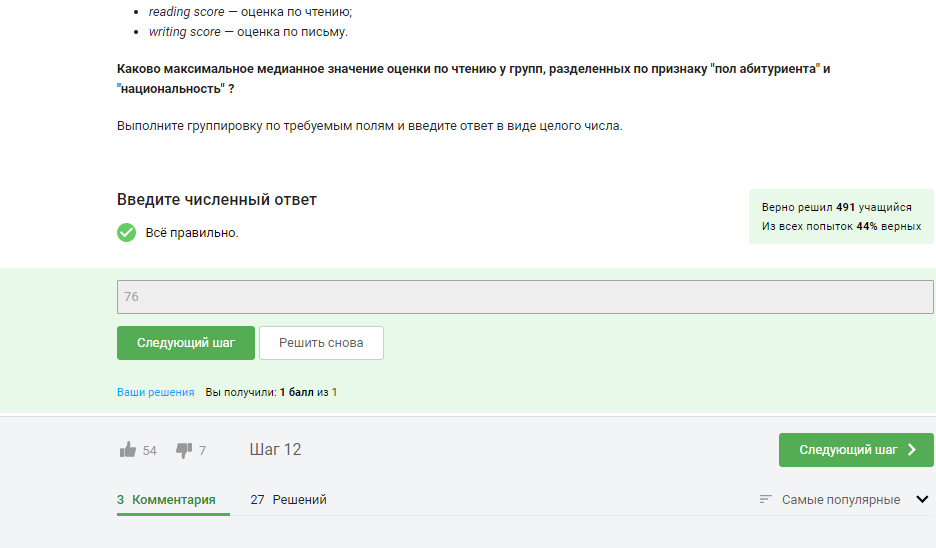 reading score — оценка по чтению;
writing score — оценка по письму.
Каково максимальное медианное значение оценки по чтению у групп, разделенных по признаку "пол абитуриента" и
"национальность" ?
Выполните группировку по требуемым полям и введите ответ в виде целого числа.
Введите численный ответ
Верно решил 491 учащийся
Из всех попыток 44% верных
Всё правильно.
76
Следующий шаг
Решить снова
Ваши решения Вы получили: 1 балл из 1
54 7 Шаг 12
Следующий шаг
3 Комментария 27 Решений
Самые популярные